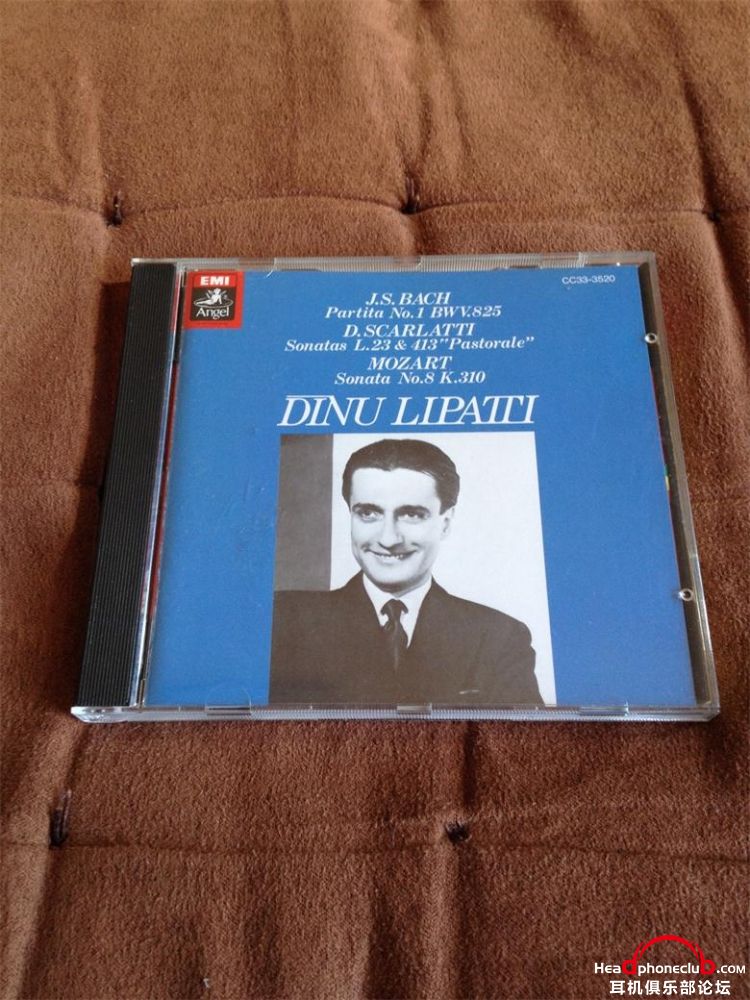 EMI
Angel
CC33-3520
J.S.BACH
Partita No.1 BWV.825
D.SCARLATTI
Sonatas L.23 & 413"Pastorale"
MOZART
Sonata No.8 K.310
DINU LIPATTI
Headphoneclub.COM
耳机俱乐部论坛